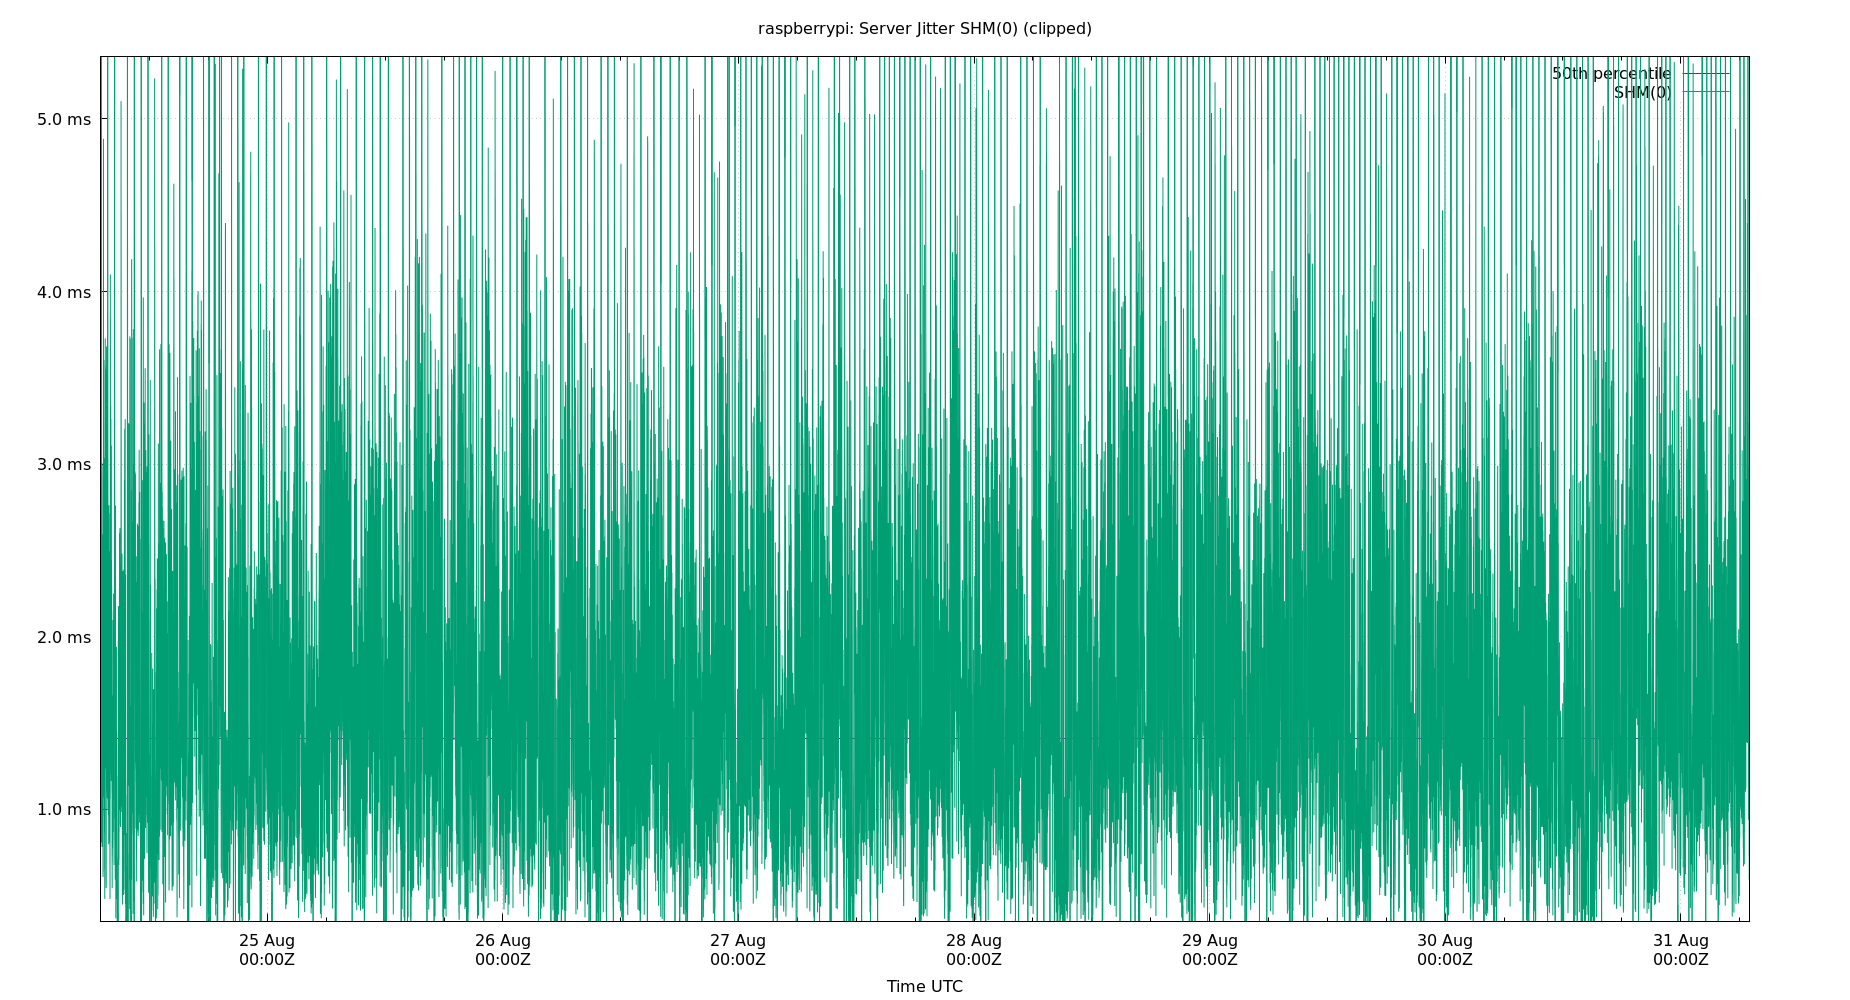 raspberrypi: Server Jitter SHM(0) (clipped)
50th percentile
SHM(0)
5.0 ms
4.0 ms
3.0 ms
2.0 ms
1.0 ms
25 Aug 26 Aug 27 Aug 28 Aug 29 Aug 30 Aug 31 Aug
00:00Z 00:00Z 00:00Z 00:00Z 00:00Z 00:00Z 00:00Z
Time UTC